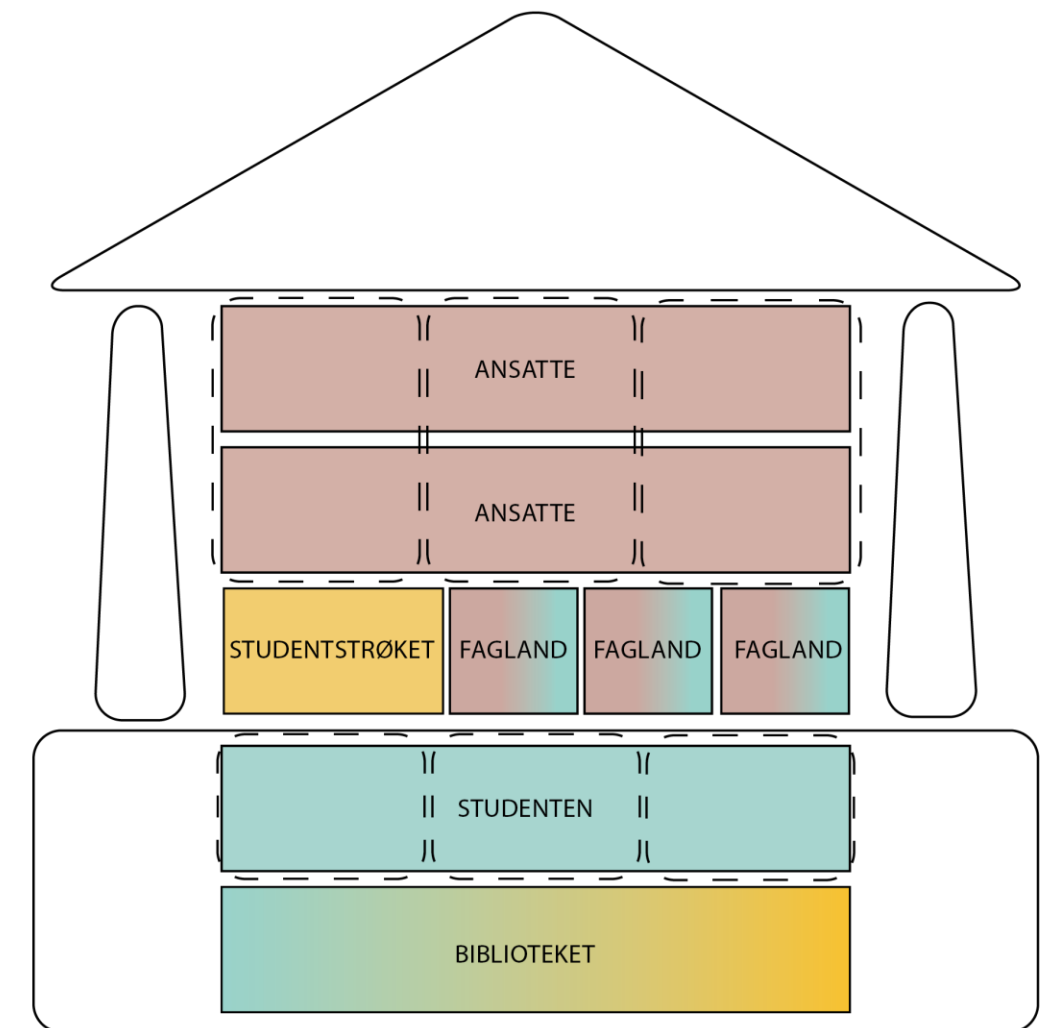 ANSATTE
ANSATTE
STUDENTSTRØKET FAGLAND FAGLAND FAGLAND
STUDENTEN
BIBLIOTEKET